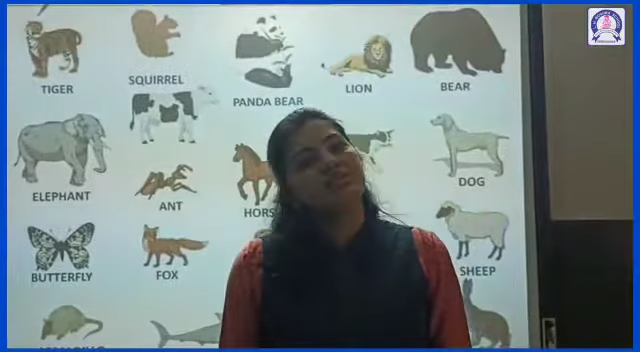 TIGER
SQUIRREL
PANDA BEAR
LION
BEAR
ELEPHANT
ANT
HORS
DOG
BUTTERFLY
FOX
SHEEP